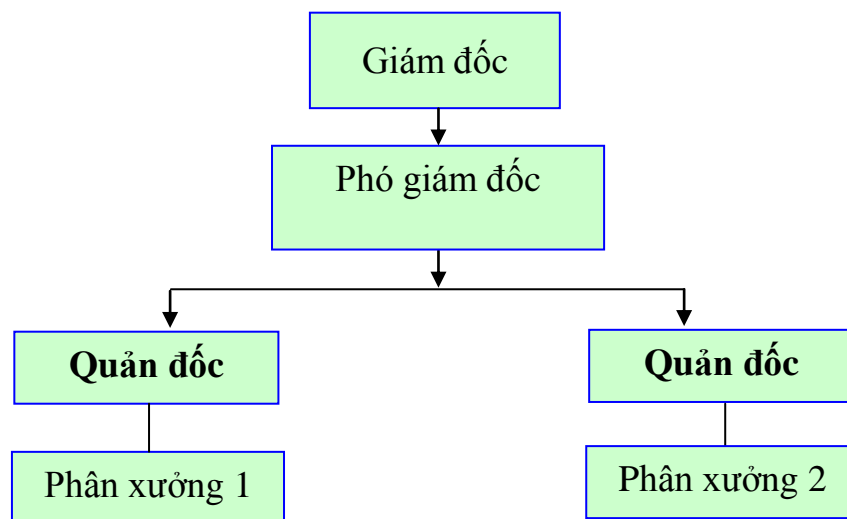 Giám đốc
Phó giám đốc
Quản đốc
Quản đốc
Phân xưởng 1
Phân xưởng 2